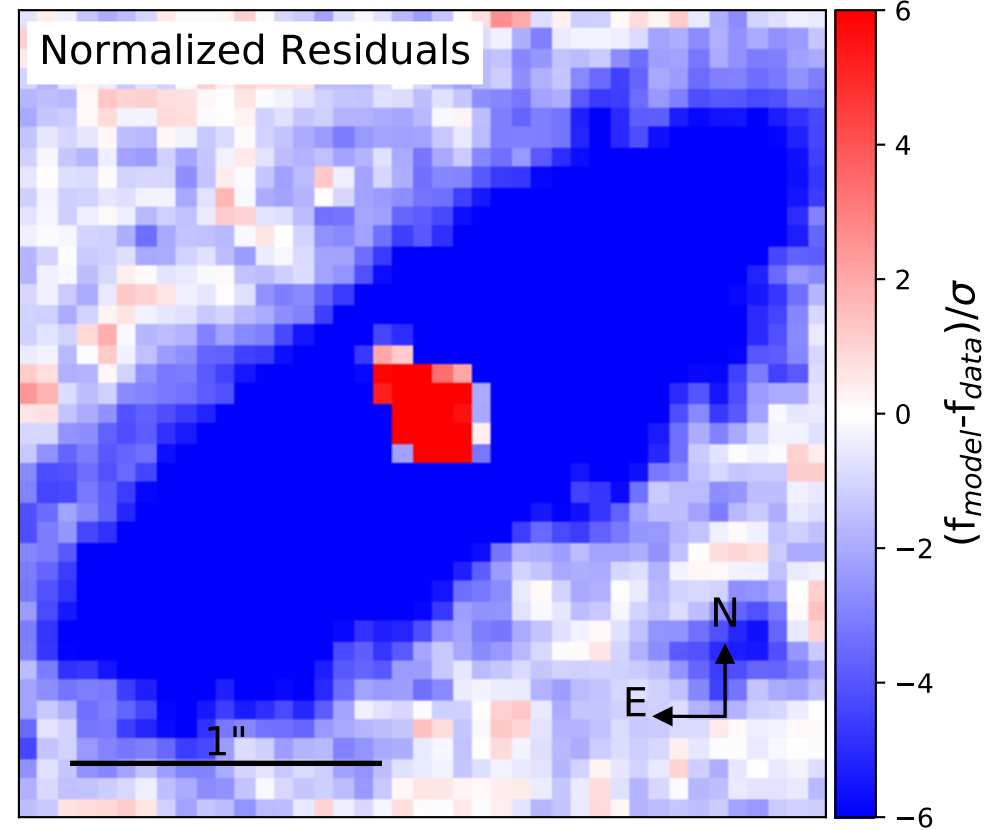 Normalized Residuals
6
4
2
0
−2
−4
−6
(f_model-f_data)/σ
N
E
1"